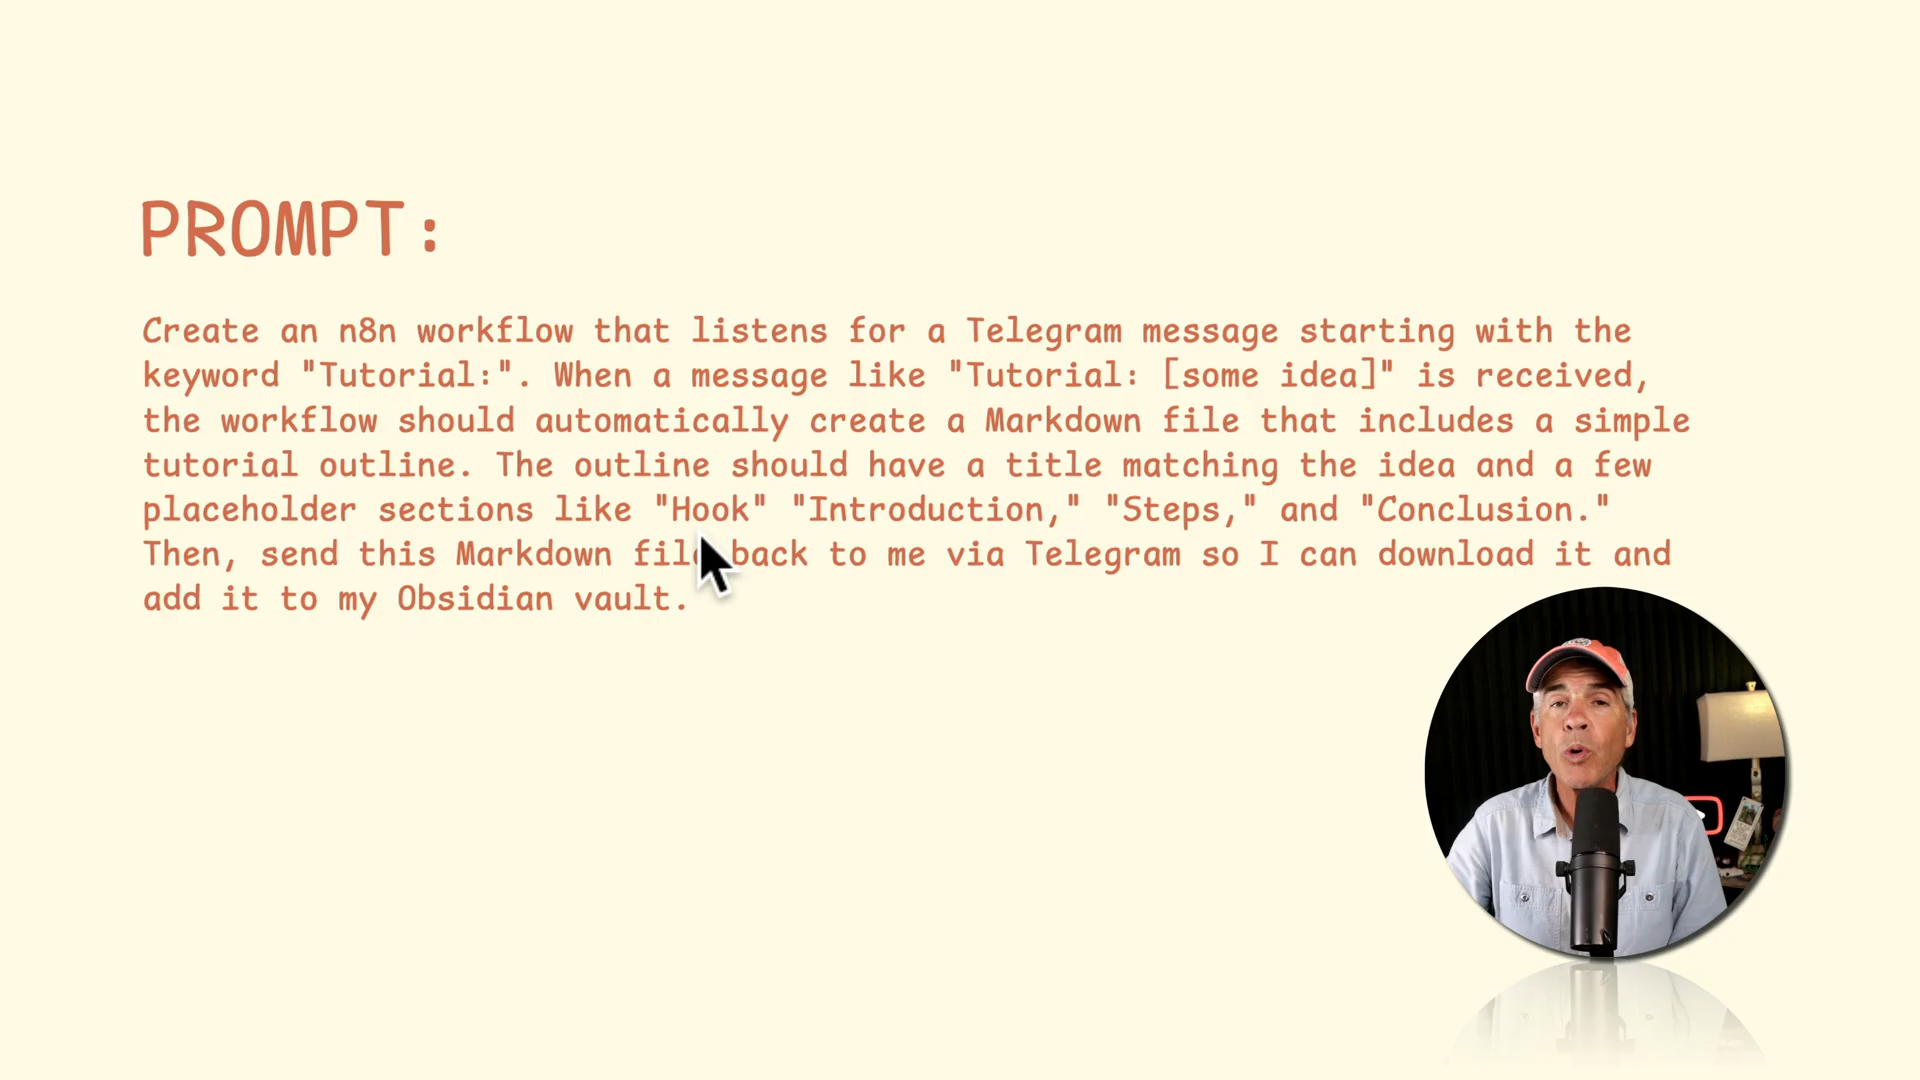 PROMPT:
Create an n8n workflow that listens for a Telegram message starting with the
keyword "Tutorial:". When a message like "Tutorial: [some idea]" is received,
the workflow should automatically create a Markdown file that includes a simple
tutorial outline. The outline should have a title matching the idea and a few
placeholder sections like "Hook" "Introduction," "Steps," and "Conclusion."
Then, send this Markdown file back to me via Telegram so I can download it and
add it to my Obsidian vault.